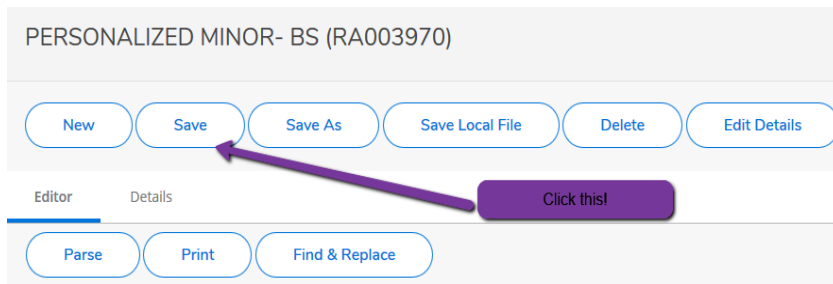 PERSONALIZED MINOR- BS (RA003970)
New Save Save As Save Local File Delete Edit Details
Editor Details
Click this!
Parse Print Find & Replace